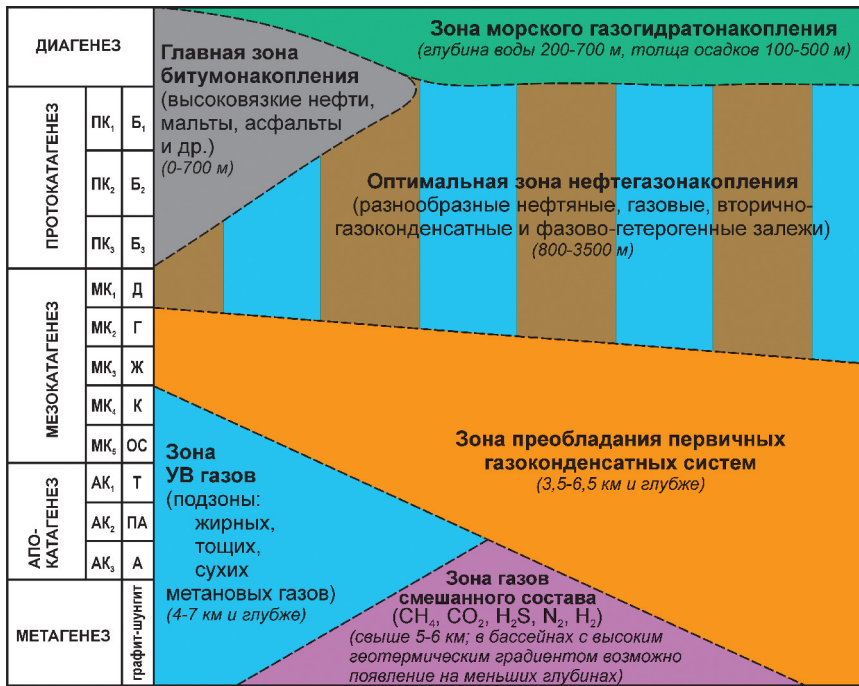 ДИАГЕНЕЗ
ПРОТОКАТАГЕНЕЗ
ПК₁ Б₁
ПК₂ Б₂
ПК₃ Б₃
МЕЗОКАТАГЕНЕЗ
МК₁ Д
МК₂ Г
МК₃ Ж
МК₄ К
МК₅ ОС
АПО-
КАТАГЕНЕЗ
АК₁ Т
АК₂ ПА
АК₃ А
МЕТАГЕНЕЗ
графит-шунгит
Зона морского газогидратонакопления
(глубина воды 200-700 м, толща осадков 100-500 м)
Главная зона
битумонакопления
(высоковязкие нефти,
мальты, асфальты
и др.)
(0-700 м)
Оптимальная зона нефтегазонакопления
(разнообразные нефтяные, газовые, вторично-
газоконденсатные и фазово-гетерогенные залежи)
(800-3500 м)
Зона преобладания первичных
газоконденсатных систем
(3,5-6,5 км и глубже)
Зона
УВ газов
(подзоны:
жирных,
тощих,
сухих
метановых газов)
(4-7 км и глубже)
Зона газов
смешанного состава
(CH₄, CO₂, H₂S, N₂, H₂)
(свыше 5-6 км; в бассейнах с высоким
геотермическим градиентом возможно
появление на меньших глубинах)